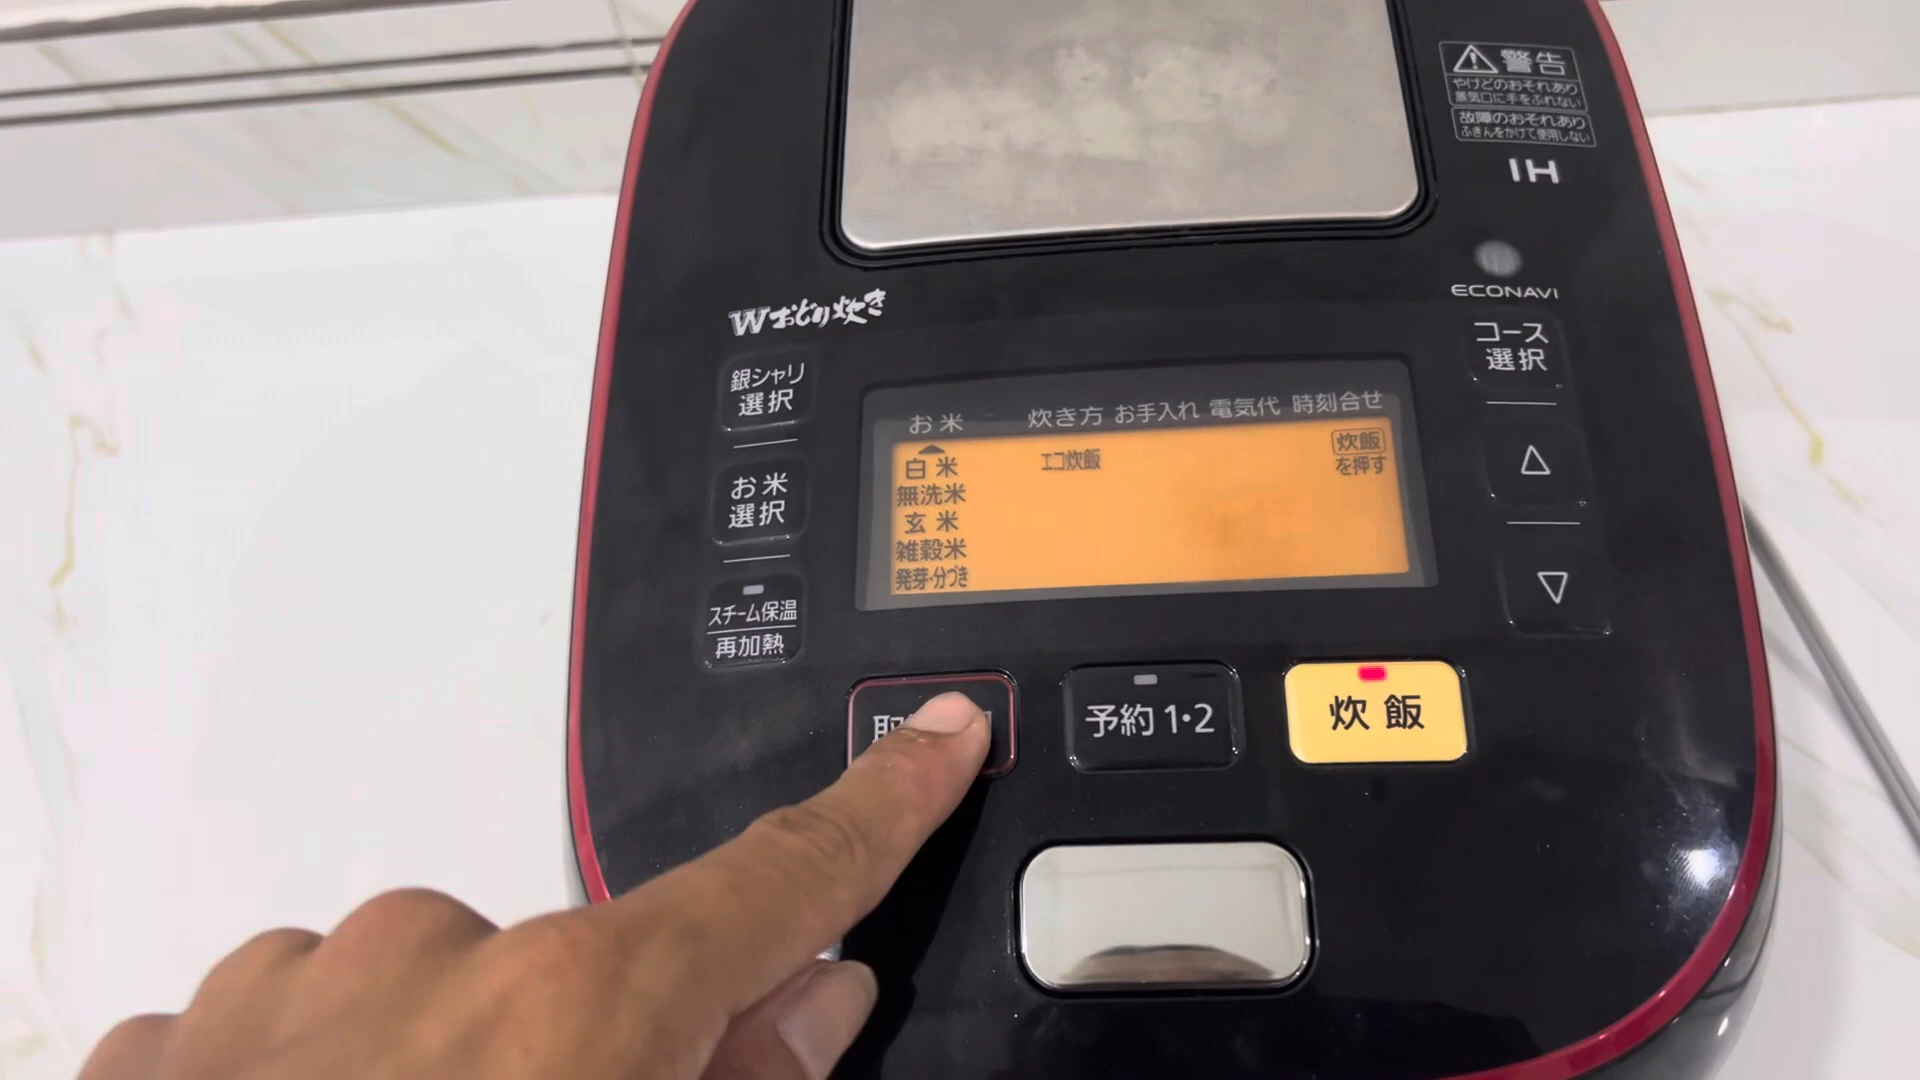 警告
やけどのおそれあり
蒸気口に手をふれない
故障のおそれあり
ふきんをかけて使用しない
IH
ECONAVI
Wおどり炊き
銀シャリ
選択
お米
選択
スチーム保温
再加熱
お米 炊き方 お手入れ 電気代 時刻合せ
白米 エコ炊飯 炊飯
を押す
無洗米
玄米
雑穀米
発芽・分づき
コース
選択
取
予約1・2
炊飯